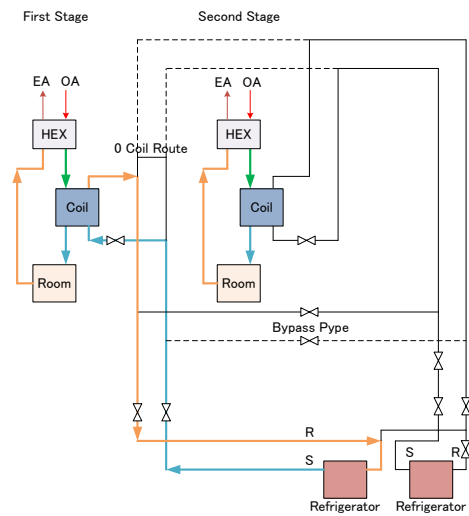 First Stage
Second Stage
EA OA
EA OA
HEX
HEX
0 Coil Route
Coil
Coil
Room
Room
Bypass Pype
R
S
S
R
Refrigerator
Refrigerator